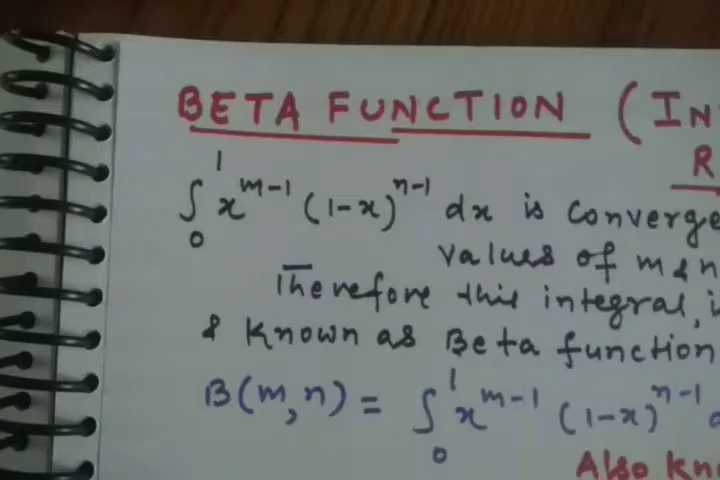 BETA FUNCTION (IN
R
∫₀¹ x^(m-1) (1-x)^(n-1) dx is converge
values of m & n
Therefore this integral, i
& known as Beta function
B(m,n) = ∫₀¹ x^(m-1) (1-x)^(n-1) d
Also kn